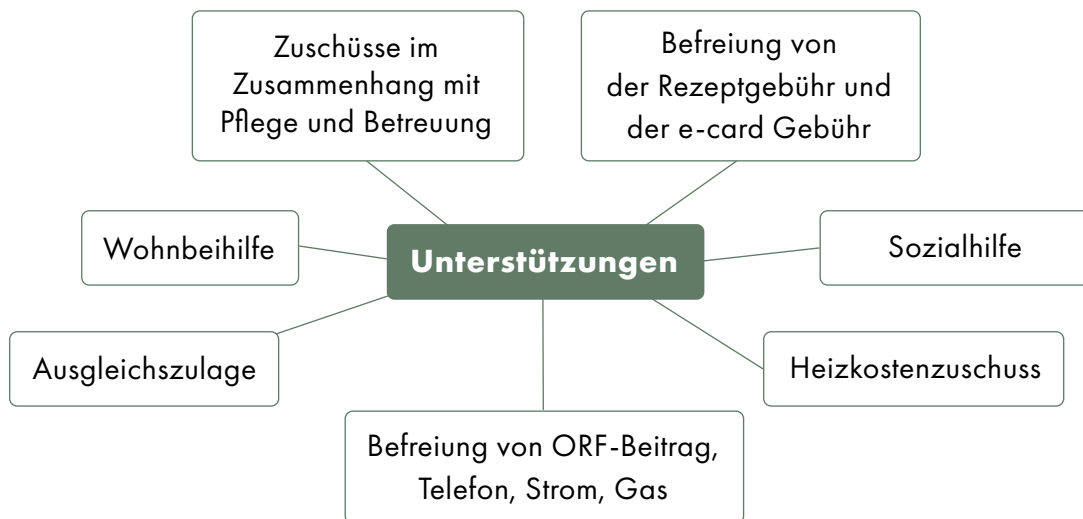 Zuschüsse im
Zusammenhang mit
Pflege und Betreuung
Befreiung von
der Rezeptgebühr und
der e-card Gebühr
Wohnbeihilfe
Unterstützungen
Sozialhilfe
Ausgleichszulage
Heizkostenzuschuss
Befreiung von ORF-Beitrag,
Telefon, Strom, Gas